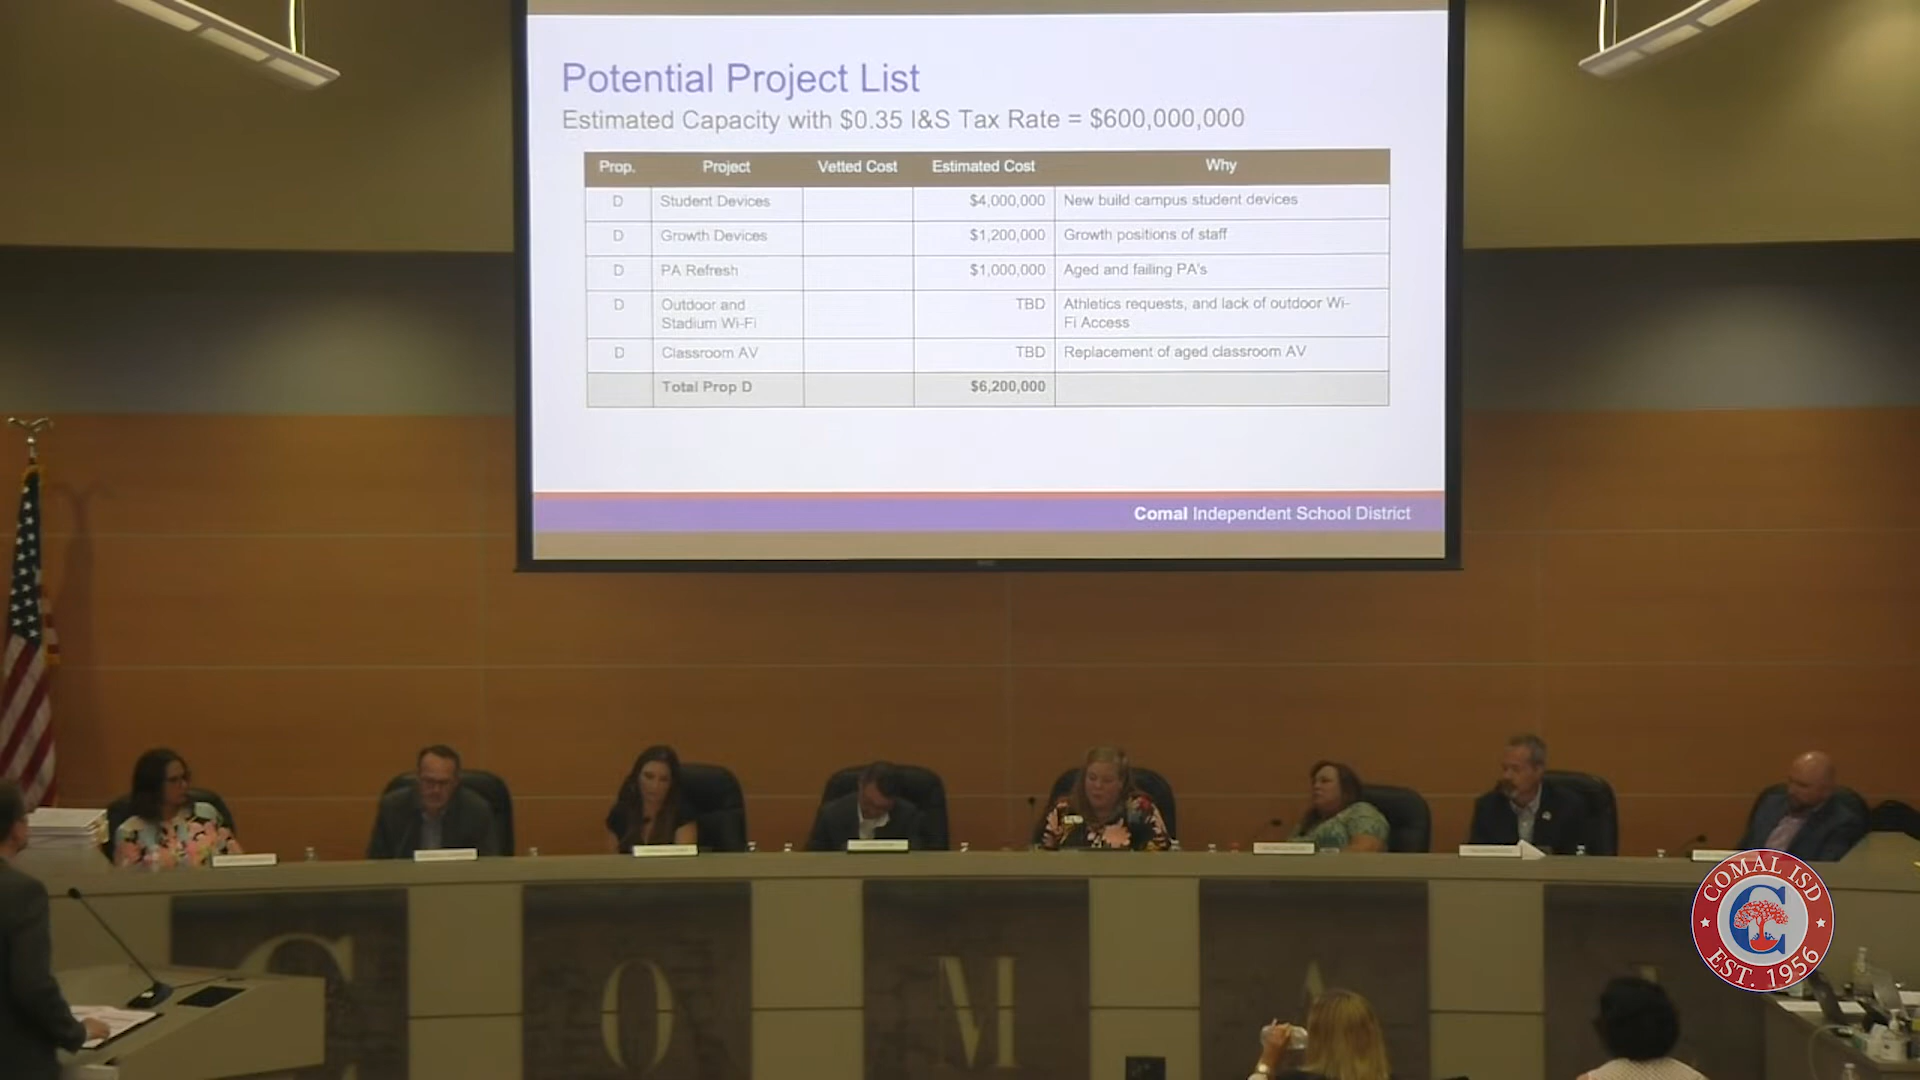 Potential Project List
Estimated Capacity with $0.35 I&S Tax Rate = $600,000,000
Prop. Project Vetted Cost Estimated Cost Why
D Student Devices $4,000,000 New build campus student devices
D Growth Devices $1,200,000 Growth positions of staff
D PA Refresh $1,000,000 Aged and failing PA's
D Outdoor and TBD Athletics requests, and lack of outdoor Wi-
Stadium Wi-Fi Fi Access
D Classroom AV TBD Replacement of aged classroom AV
Total Prop D $6,200,000
Comal Independent School District
C O M A
COMAL ISD
C
EST. 1956